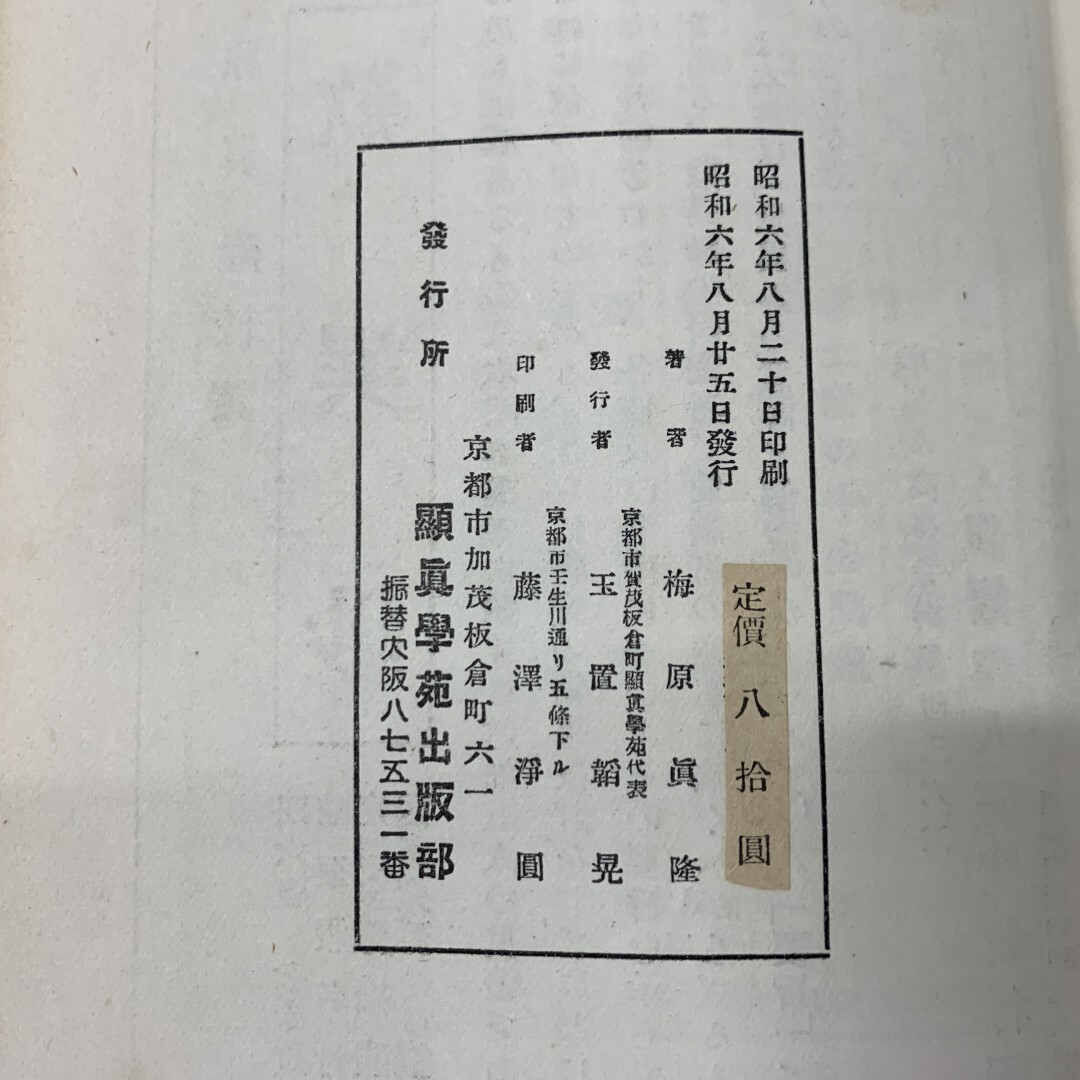 昭和六年八月二十日印刷
昭和六年八月廿五日發行
定價八拾圓
著者 梅原眞隆
京都市賀茂板倉町顯眞學苑代表
發行者 玉置韜晃
京都市壬生川通リ五條下ル
印刷者 藤澤淨圓
京都市加茂板倉町六一
發行所 顯眞學苑出版部
振替大阪八七五三一番